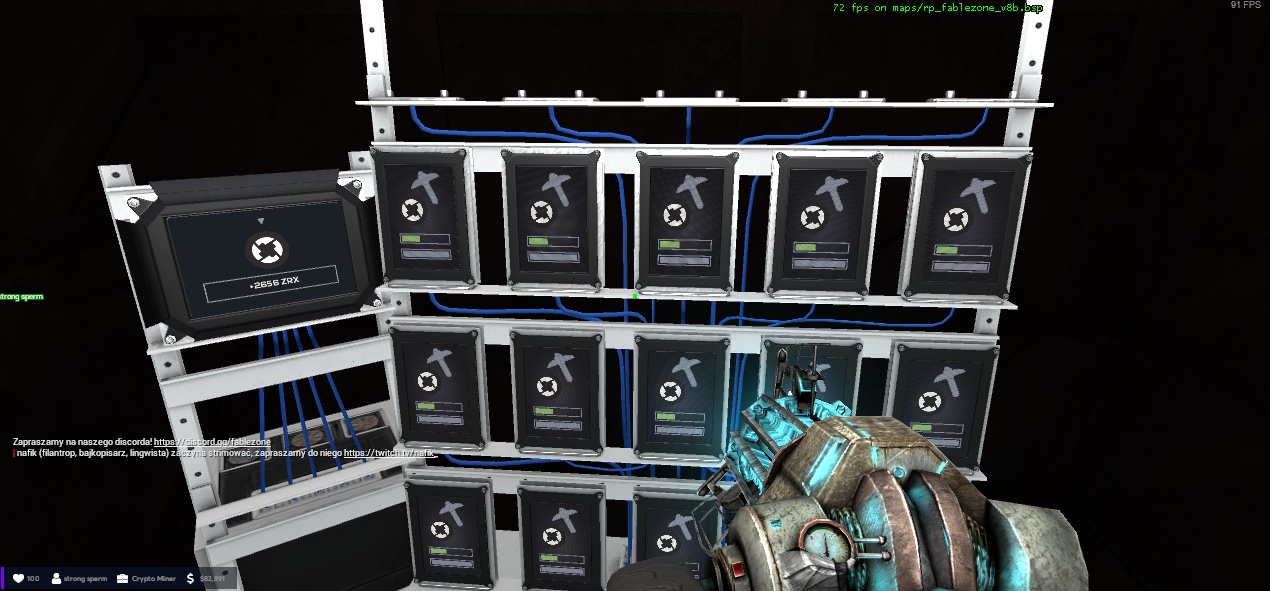 72 fps on maps/rp_fablezone_v8b.bsp
91 FPS
+2656 ZRX
strong sperm
Zapraszamy na naszego discorda! https://discord.gg/fablezone
nafik (filantrop, bajkopisarz, lingwista) zaczyna strimować, zapraszamy do niego https://twitch.tv/nafik_
100 strong sperm Crypto Miner $ $82,891